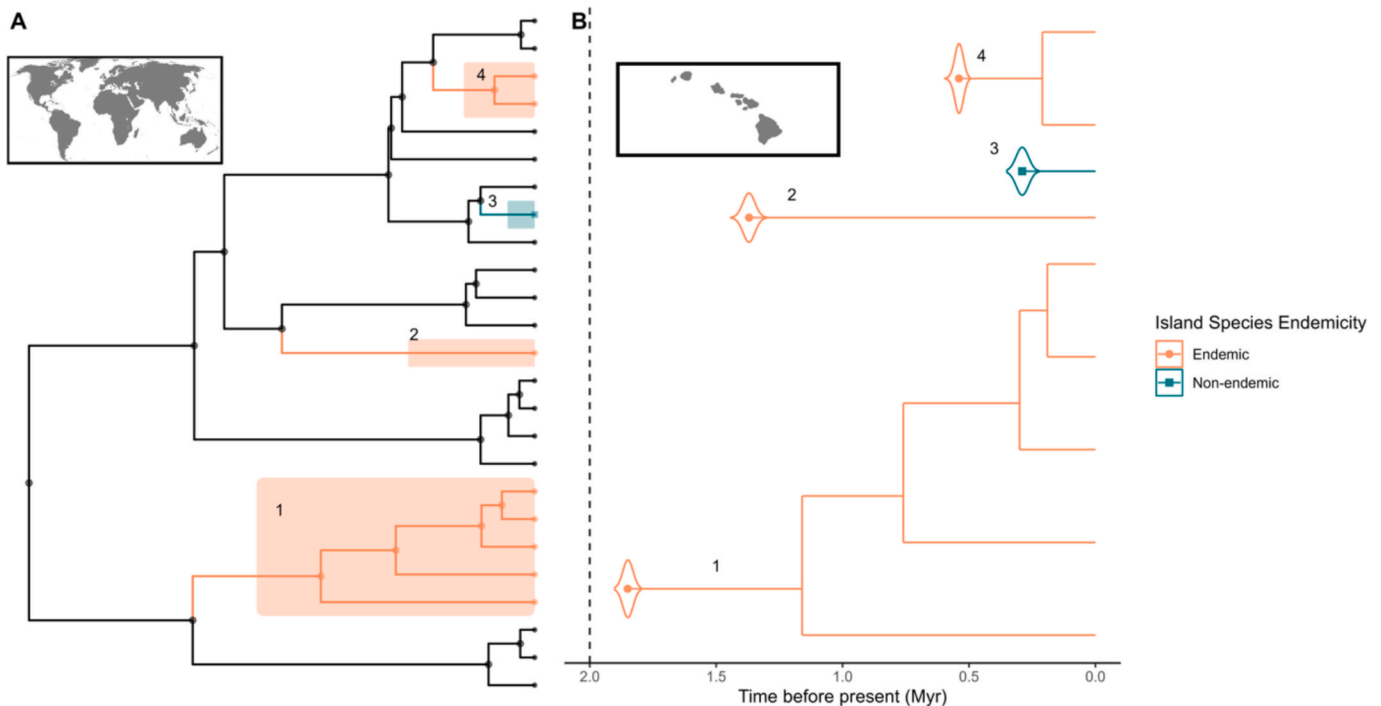 A
4
3
2
1
B
4
3
2
1
2.0 1.5 1.0 0.5 0.0
Time before present (Myr)
Island Species Endemicity
Endemic
Non-endemic